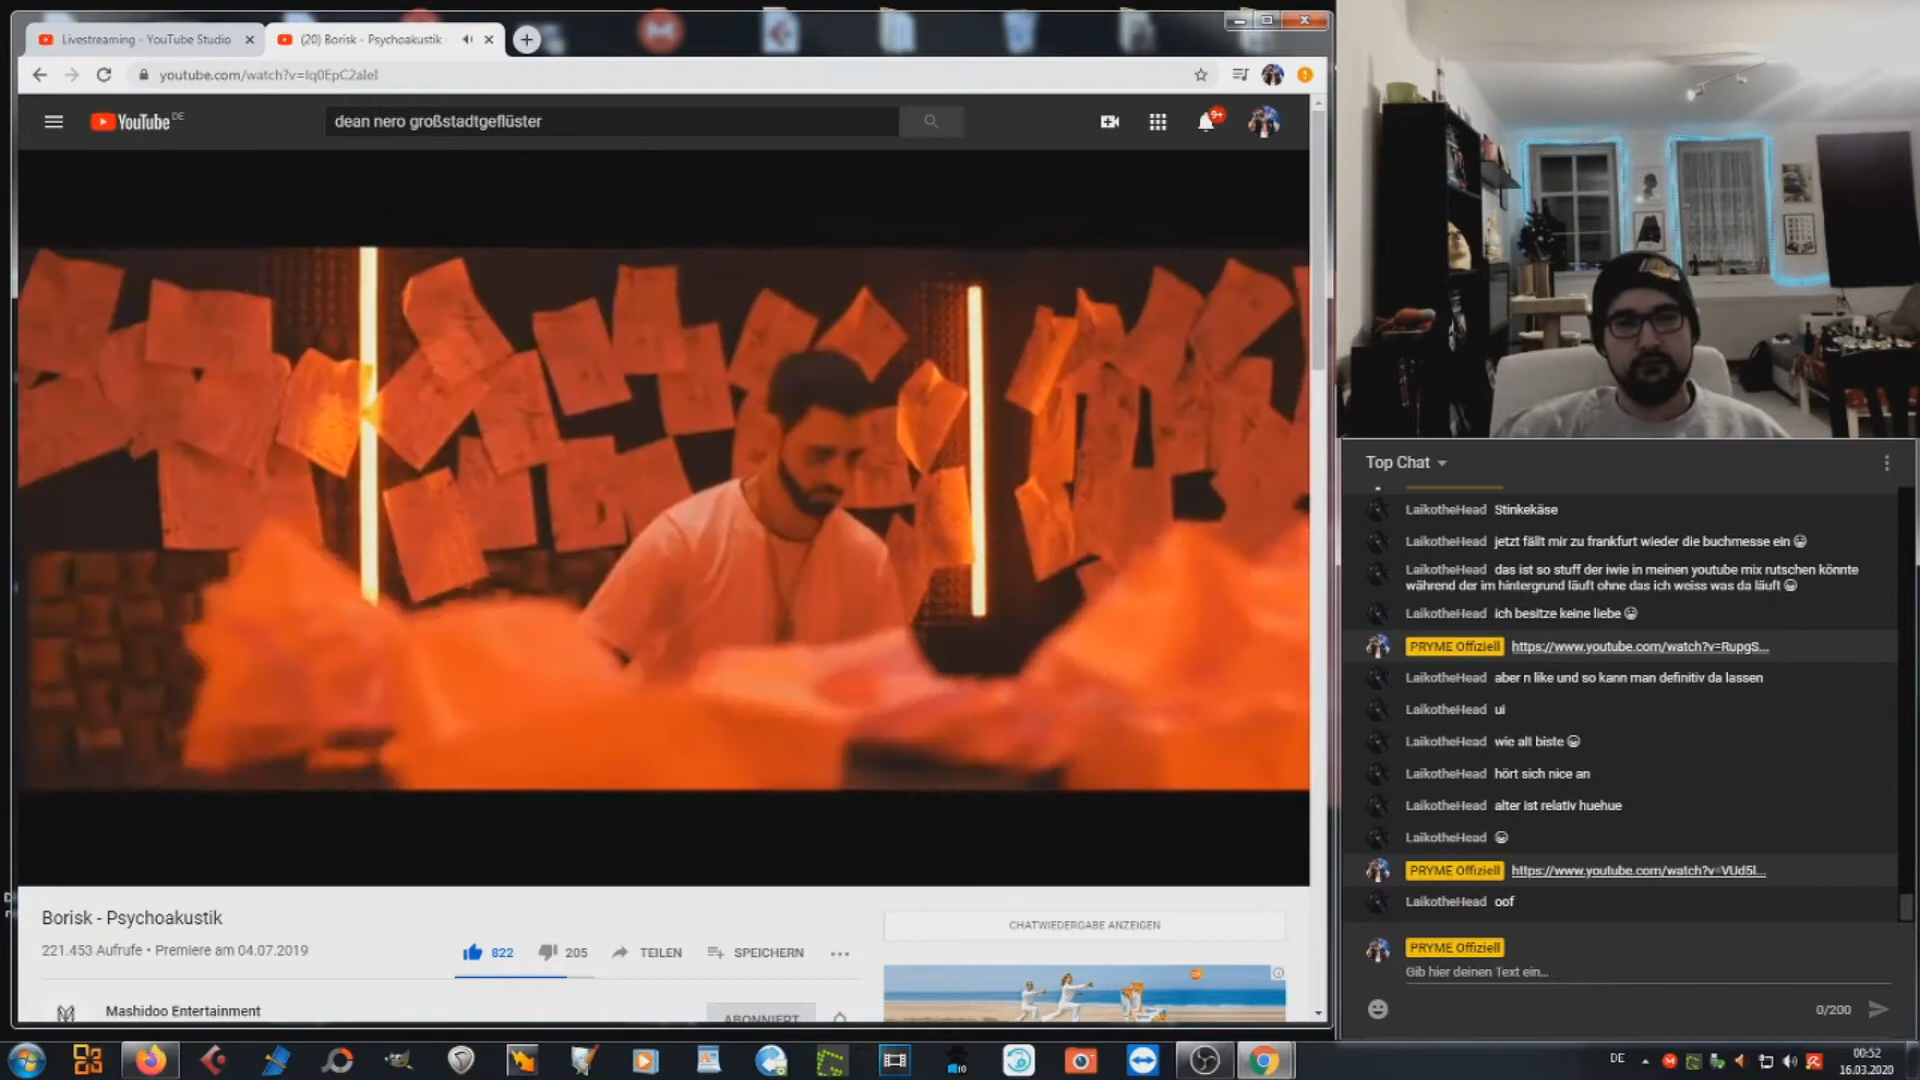 Livestreaming - YouTube Studio
(20) Borisk - Psychoakustik
youtube.com/watch?v=Iq0EpC2aIeI
YouTube DE
dean nero großstadtgeflüster
9+
Borisk - Psychoakustik
221.453 Aufrufe • Premiere am 04.07.2019
822
205
TEILEN
SPEICHERN
Mashidoo Entertainment
ABONNIERT
CHATWIEDERGABE ANZEIGEN
Top Chat
LaikotheHead Stinkekäse
LaikotheHead jetzt fällt mir zu frankfurt wieder die buchmesse ein
LaikotheHead das ist so stuff der iwie in meinen youtube mix rutschen könnte
während der im hintergrund läuft ohne das ich weiss was da läuft
LaikotheHead ich besitze keine liebe
PRYME Offiziell https://www.youtube.com/watch?v=RupgS...
LaikotheHead aber n like und so kann man definitiv da lassen
LaikotheHead ui
LaikotheHead wie alt biste
LaikotheHead hört sich nice an
LaikotheHead alter ist relativ huehue
LaikotheHead
PRYME Offiziell https://www.youtube.com/watch?v=VUd5l...
LaikotheHead oof
PRYME Offiziell
Gib hier deinen Text ein...
0/200
10
DE
00:52
16.03.2020